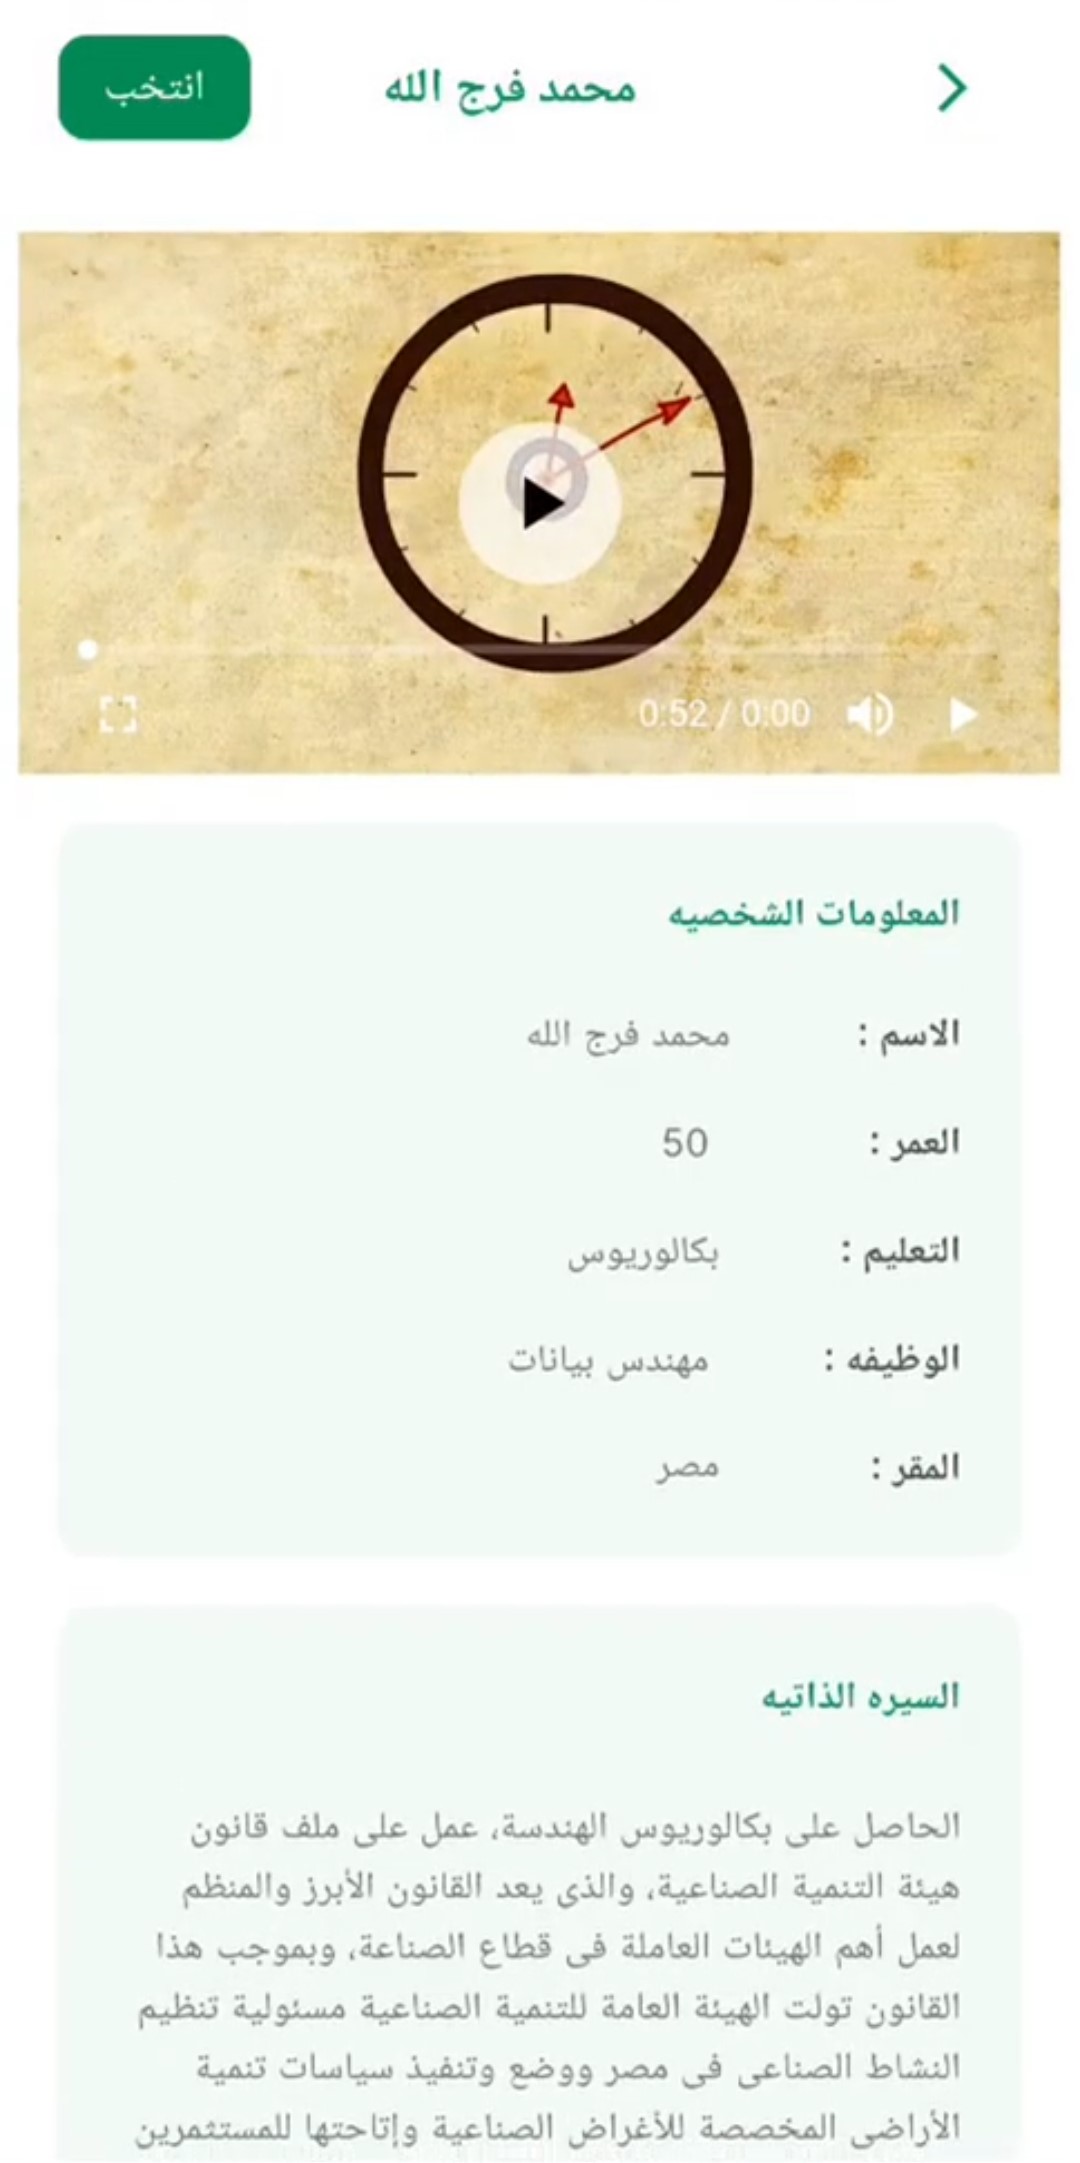 محمد فرج الله
انتخب
0:52 / 0:00
المعلومات الشخصيه
الاسم : محمد فرج الله
العمر : 50
التعليم : بكالوريوس
الوظيفه : مهندس بيانات
المقر : مصر
السيره الذاتيه
الحاصل على بكالوريوس الهندسة، عمل على ملف قانون
هيئة التنمية الصناعية، والذى يعد القانون الأبرز والمنظم
لعمل أهم الهيئات العاملة فى قطاع الصناعة، وبموجب هذا
القانون تولت الهيئة العامة للتنمية الصناعية مسئولية تنظيم
النشاط الصناعى فى مصر ووضع وتنفيذ سياسات تنمية
الأراضى المخصصة للأغراض الصناعية وإتاحتها للمستثمرين